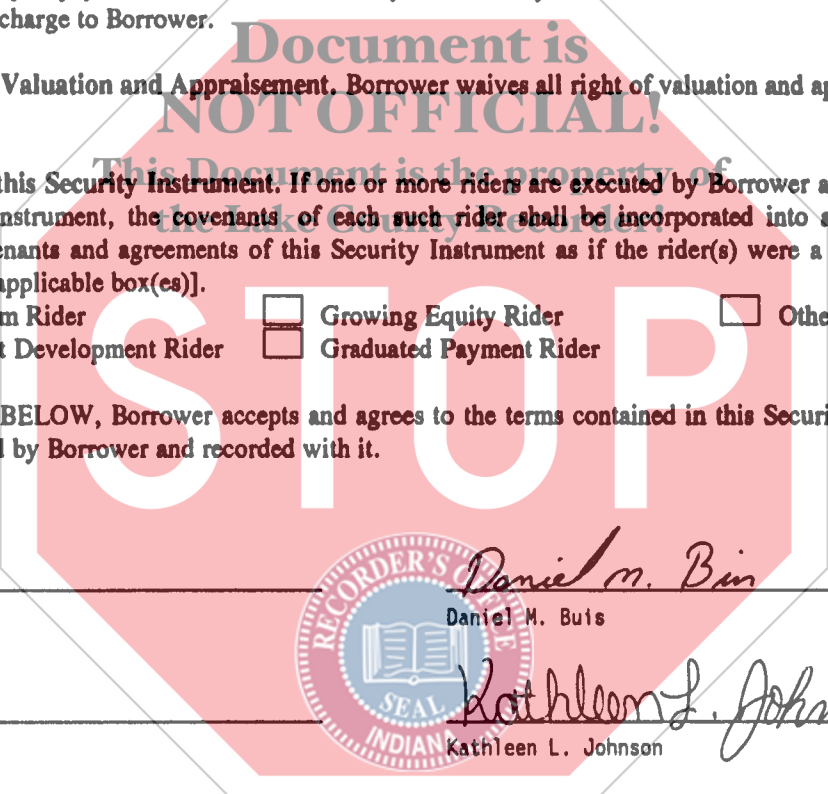 charge to Borrower.
Document is
Valuation and Appraisement. Borrower waives all right of valuation and ap
NOT OFFICIAL!
This Document is the property of
this Security Instrument. If one or more riders are executed by Borrower a
the Lake County Recorder!
nstrument, the covenants of each such rider shall be incorporated into a
enants and agreements of this Security Instrument as if the rider(s) were a
applicable box(es)].
m Rider Growing Equity Rider Othe
t Development Rider Graduated Payment Rider
STOP
BELOW, Borrower accepts and agrees to the terms contained in this Securi
l by Borrower and recorded with it.
Daniel M. Buis
Daniel M. Buis
RECORDER'S OFFICE
SEAL
INDIANA
Kathleen L. John
Kathleen L. Johnson